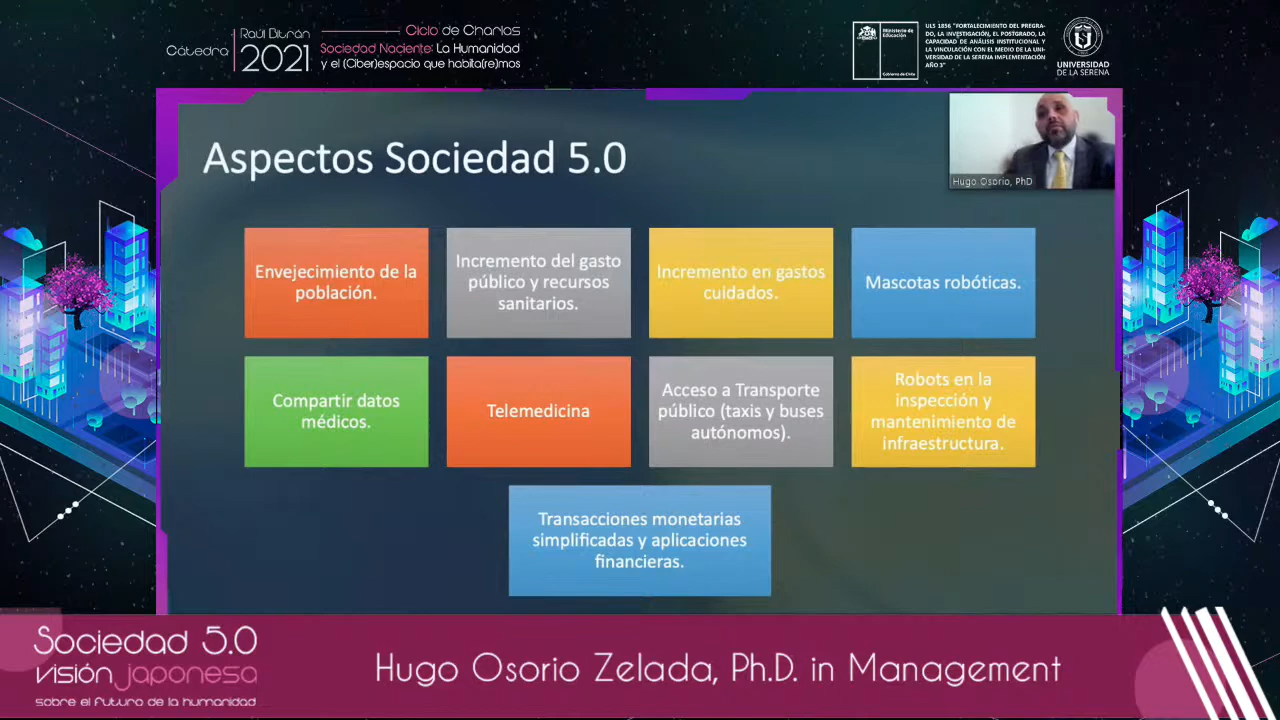 Cátedra
Raúl Bitrán
2021
Ciclo de Charlas
Sociedad Naciente: La Humanidad
y el (Ciber)espacio que habita(re)mos
Ministerio de
Educación
Gobierno de Chile
ULS 1856 "FORTALECIMIENTO DEL PREGRA-
DO, LA INVESTIGACIÓN, EL POSTGRADO, LA
CAPACIDAD DE ANÁLISIS INSTITUCIONAL Y
LA VINCULACIÓN CON EL MEDIO DE LA UNI-
VERSIDAD DE LA SERENA IMPLEMENTACIÓN
AÑO 3"
UNIVERSIDAD
DE LA SERENA
Aspectos Sociedad 5.0
Hugo Osorio, PhD
Envejecimiento de la
población.
Incremento del gasto
público y recursos
sanitarios.
Incremento en gastos
cuidados.
Mascotas robóticas.
Compartir datos
médicos.
Telemedicina
Acceso a Transporte
público (taxis y buses
autónomos).
Robots en la
inspección y
mantenimiento de
infraestructura.
Transacciones monetarias
simplificadas y aplicaciones
financieras.
Sociedad 5.0
visión japonesa
sobre el futuro de la humanidad
Hugo Osorio Zelada, Ph.D. in Management